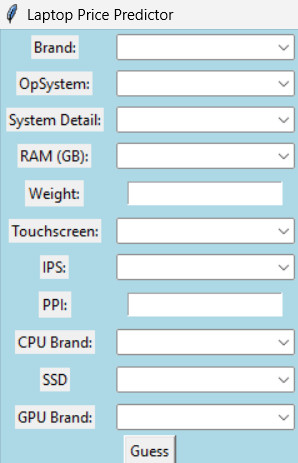 Laptop Price Predictor
Brand:
OpSystem:
System Detail:
RAM (GB):
Weight:
Touchscreen:
IPS:
PPI:
CPU Brand:
SSD
GPU Brand:
Guess